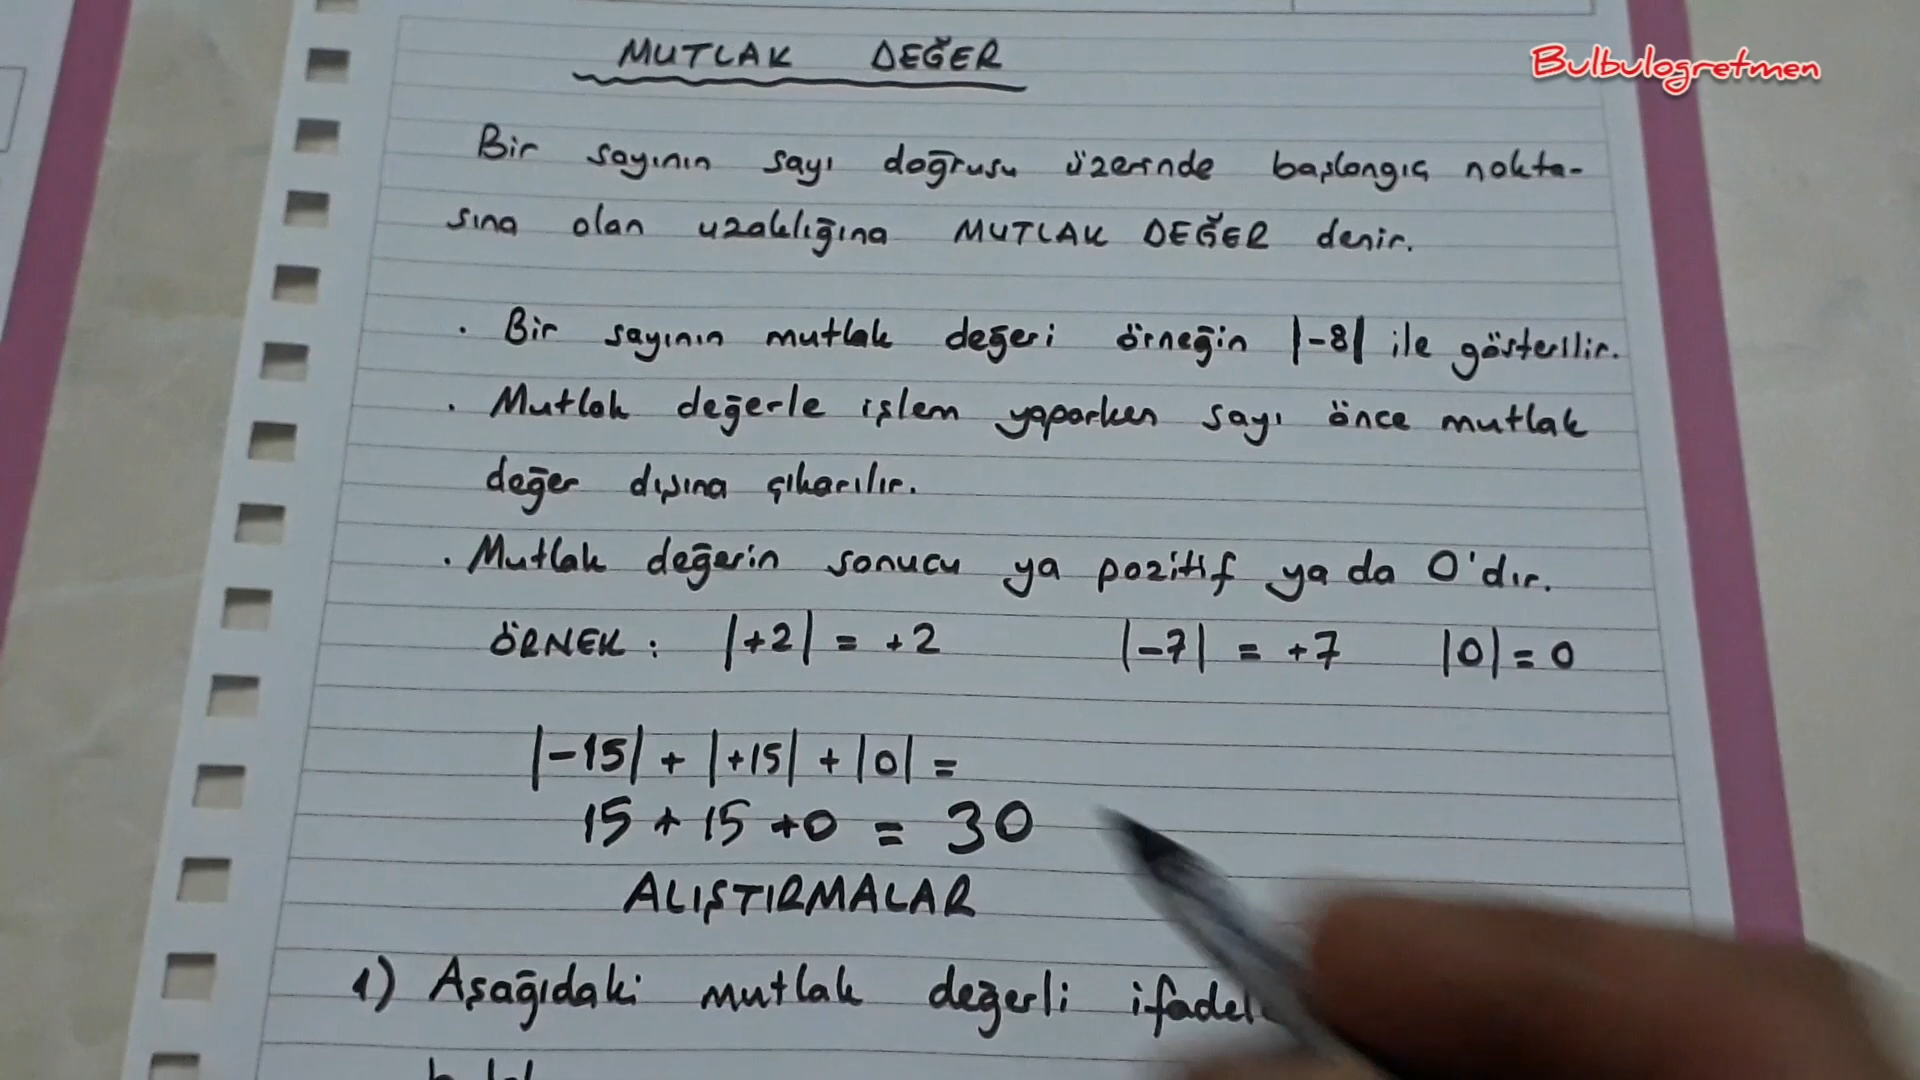 MUTLAK DEĞER
Bulbulogretmen
Bir sayının sayı doğrusu üzerinde başlangıç nokta-
sına olan uzaklığına MUTLAK DEĞER denir.
. Bir sayının mutlak değeri örneğin |-8| ile gösterilir.
. Mutlak değerle işlem yaparken sayı önce mutlak
değer dışına çıkarılır.
. Mutlak değerin sonucu ya pozitif ya da 0'dır.
ÖRNEK : |+2| = +2 |-7| = +7 |0| = 0
|-15| + |+15| + |0| =
15 + 15 +0 = 30
ALIŞTIRMALAR
1) Aşağıdaki mutlak değerli